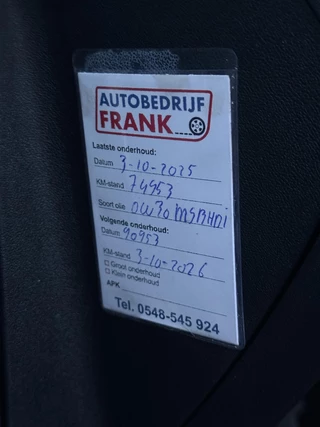 AUTOBEDRIJF
FRANK
Laatste onderhoud:
Datum 3-10-2025
KM-stand 74953
Soort olie 0W30
Volgende onderhoud:
Datum 90953
KM-stand 3-10-2026
□ Groot onderhoud
□ Klein onderhoud
APK
Tel. 0548-545 924